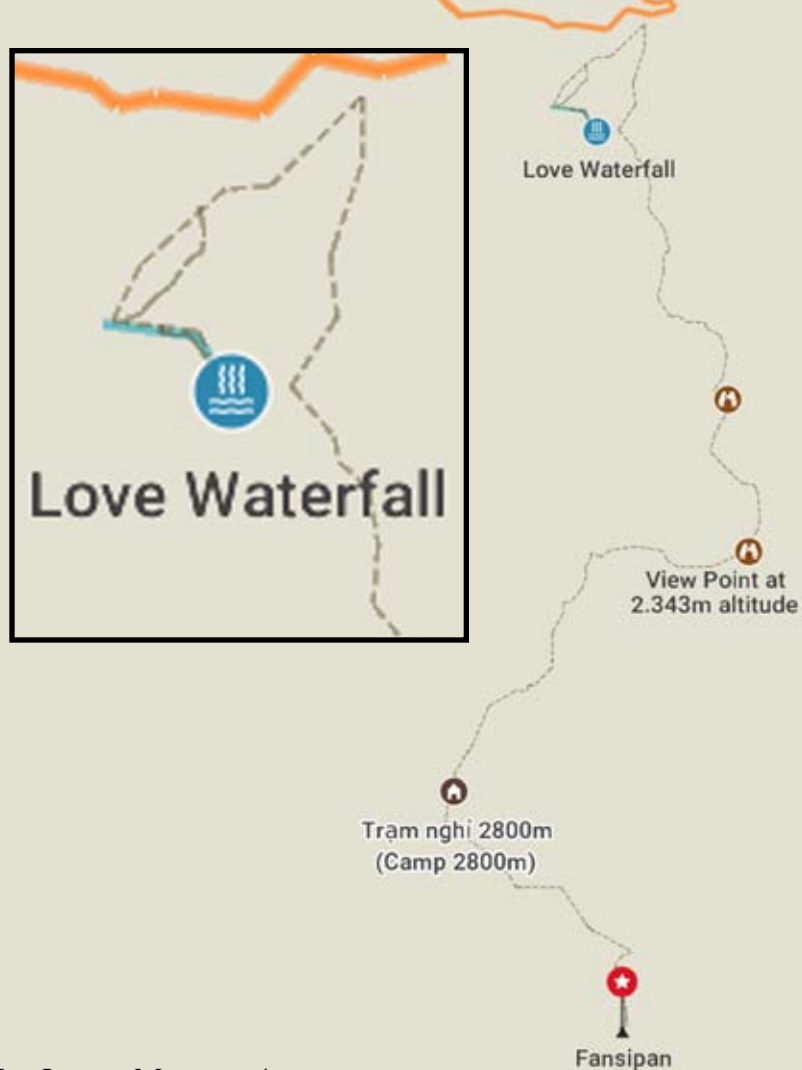 Love Waterfall
Love Waterfall
View Point at
2.343m altitude
Trạm nghỉ 2800m
(Camp 2800m)
Fansipan